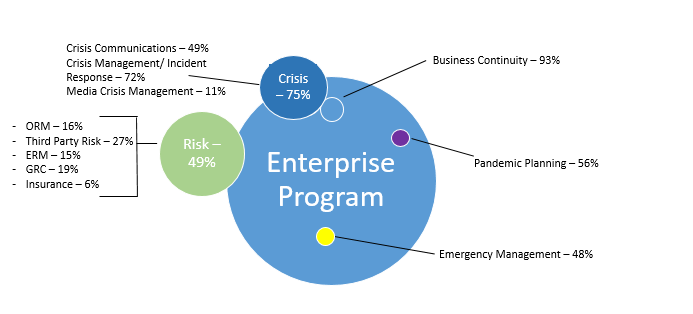 Crisis Communications – 49%
Crisis Management/ Incident
Response – 72%
Media Crisis Management – 11%
Crisis
– 75%
Business Continuity – 93%
- ORM – 16%
- Third Party Risk – 27%
- ERM – 15%
- GRC – 19%
- Insurance – 6%
Risk –
49%
Enterprise
Program
Pandemic Planning – 56%
Emergency Management – 48%